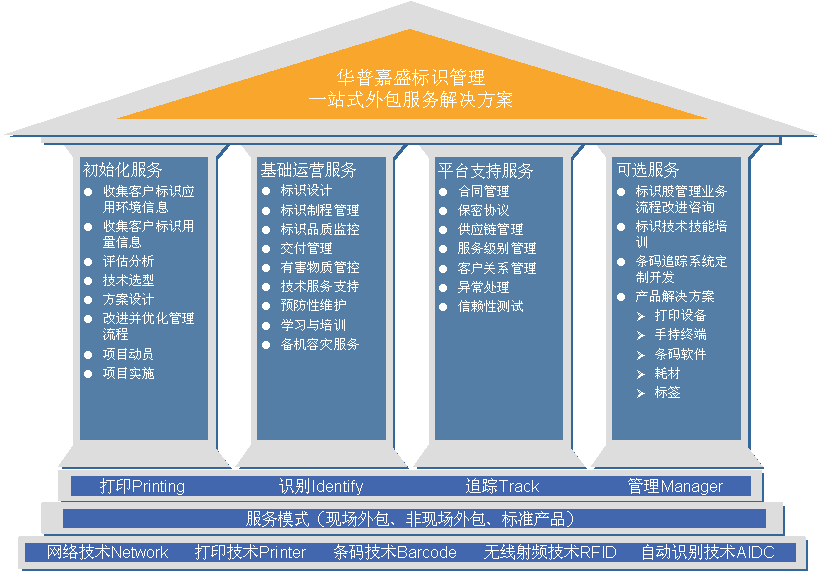 华普嘉盛标识管理
一站式外包服务解决方案
初始化服务
收集客户标识应
用环境信息
收集客户标识用
量信息
评估分析
技术选型
方案设计
改进并优化管理
流程
项目动员
项目实施
基础运营服务
标识设计
标识制程管理
标识品质监控
交付管理
有害物质管控
技术服务支持
预防性维护
学习与培训
备机容灾服务
平台支持服务
合同管理
保密协议
供应链管理
服务级别管理
客户关系管理
异常处理
信赖性测试
可选服务
标识股管理业务
流程改进咨询
标识技术技能培
训
条码追踪系统定
制开发
产品解决方案
打印设备
手持终端
条码软件
耗材
标签
打印Printing 识别Identify 追踪Track 管理Manager
服务模式（现场外包、非现场外包、标准产品）
网络技术Network 打印技术Printer 条码技术Barcode 无线射频技术RFID 自动识别技术AIDC